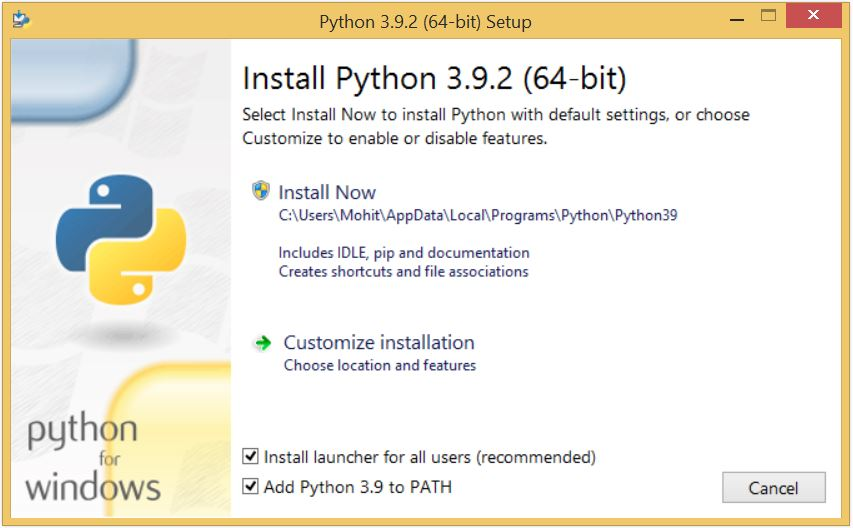 Python 3.9.2 (64-bit) Setup
Install Python 3.9.2 (64-bit)
Select Install Now to install Python with default settings, or choose
Customize to enable or disable features.
Install Now
C:\Users\Mohit\AppData\Local\Programs\Python\Python39
Includes IDLE, pip and documentation
Creates shortcuts and file associations
Customize installation
Choose location and features
python
for
windows
Install launcher for all users (recommended)
Add Python 3.9 to PATH
Cancel